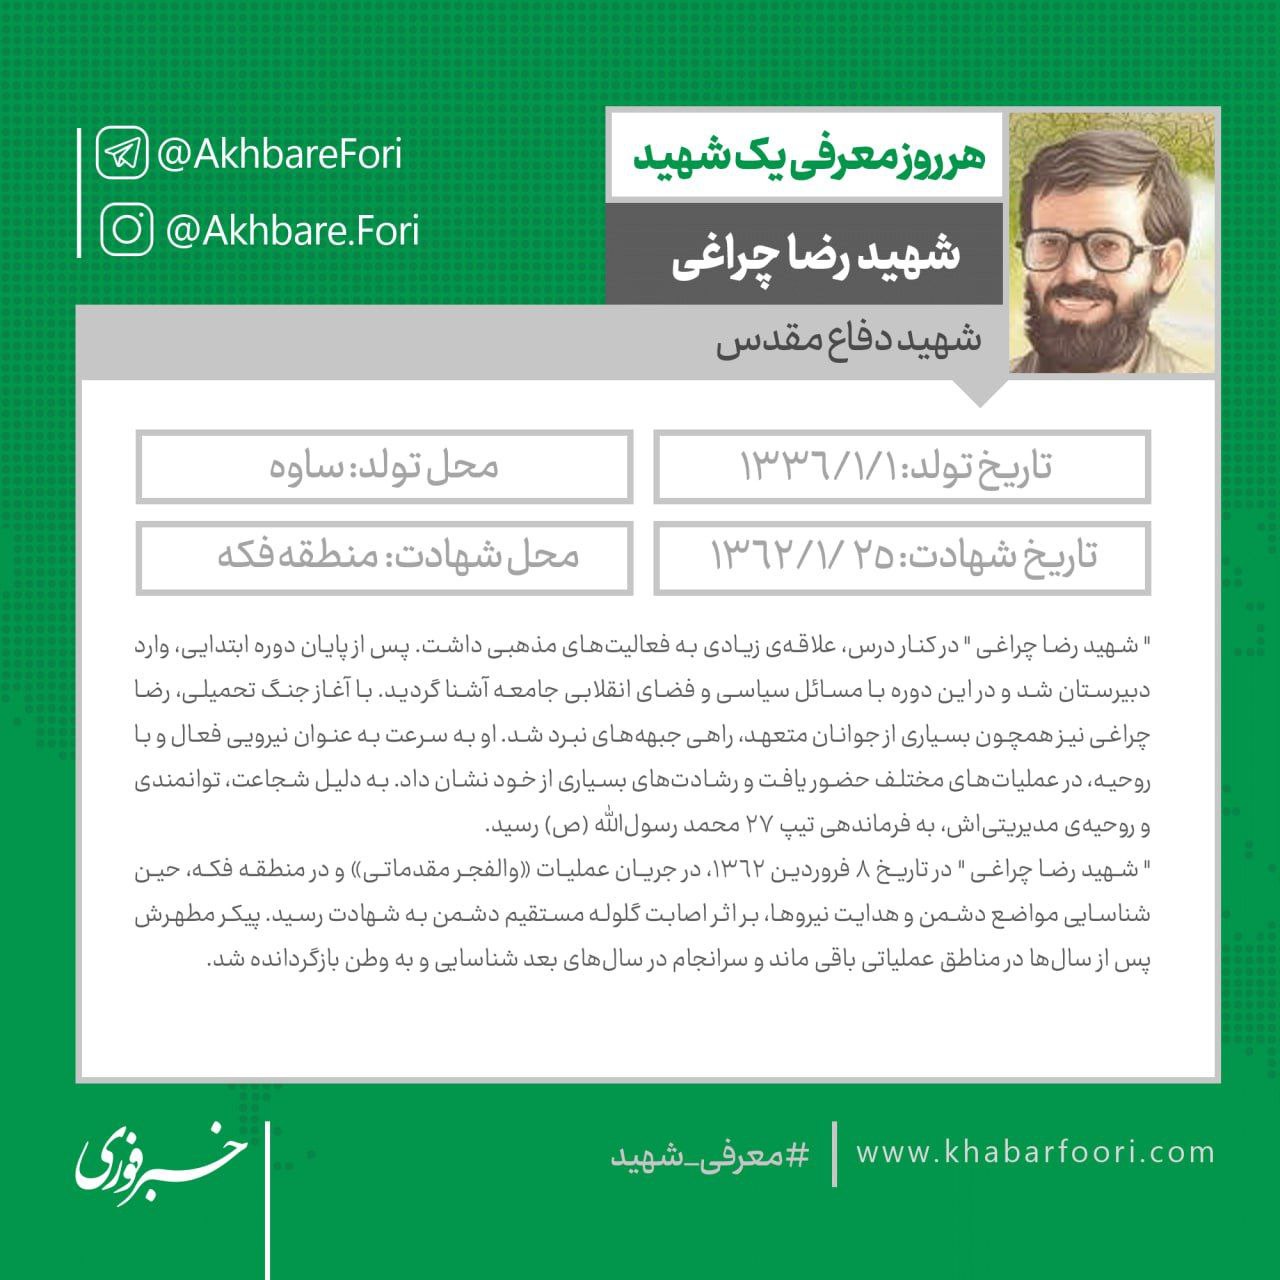 @AkhbareFori
@Akhbare.Fori
هر روز معرفی یک شهید
شهید رضا چراغی
شهید دفاع مقدس
تاریخ تولد: ۱۳۳۶/۱/۱
محل تولد: ساوه
تاریخ شهادت: ۲۵ /۱۳۶۲/۱
محل شهادت: منطقه فکه
" شهید رضا چراغی " در کنار درس، علاقه‌ی زیادی به فعالیت‌های مذهبی داشت. پس از پایان دوره ابتدایی، وارد
دبیرستان شد و در این دوره با مسائل سیاسی و فضای انقلابی جامعه آشنا گردید. با آغاز جنگ تحمیلی، رضا
چراغی نیز همچون بسیاری از جوانان متعهد، راهی جبهه‌های نبرد شد. او به سرعت به عنوان نیرویی فعال و با
روحیه، در عملیات‌های مختلف حضور یافت و رشادت‌های بسیاری از خود نشان داد. به دلیل شجاعت، توانمندی
و روحیه‌ی مدیریتی‌اش، به فرماندهی تیپ ۲۷ محمد رسول‌الله (ص) رسید.
" شهید رضا چراغی " در تاریخ ۸ فروردین ۱۳۶۲، در جریان عملیات «والفجر مقدماتی» و در منطقه فکه، حین
شناسایی مواضع دشمن و هدایت نیروها، بر اثر اصابت گلوله مستقیم دشمن به شهادت رسید. پیکر مطهرش
پس از سال‌ها در مناطق عملیاتی باقی ماند و سرانجام در سال‌های بعد شناسایی و به وطن بازگردانده شد.
www.khabarfoori.com
#معرفی_شهید
خبرفوری